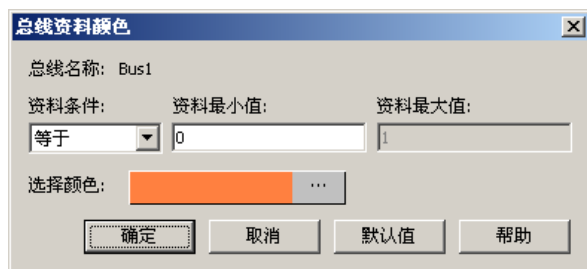 总线资料颜色
总线名称: Bus1
资料条件: 资料最小值: 资料最大值:
等于 0 1
选择颜色: ...
确定 取消 默认值 帮助